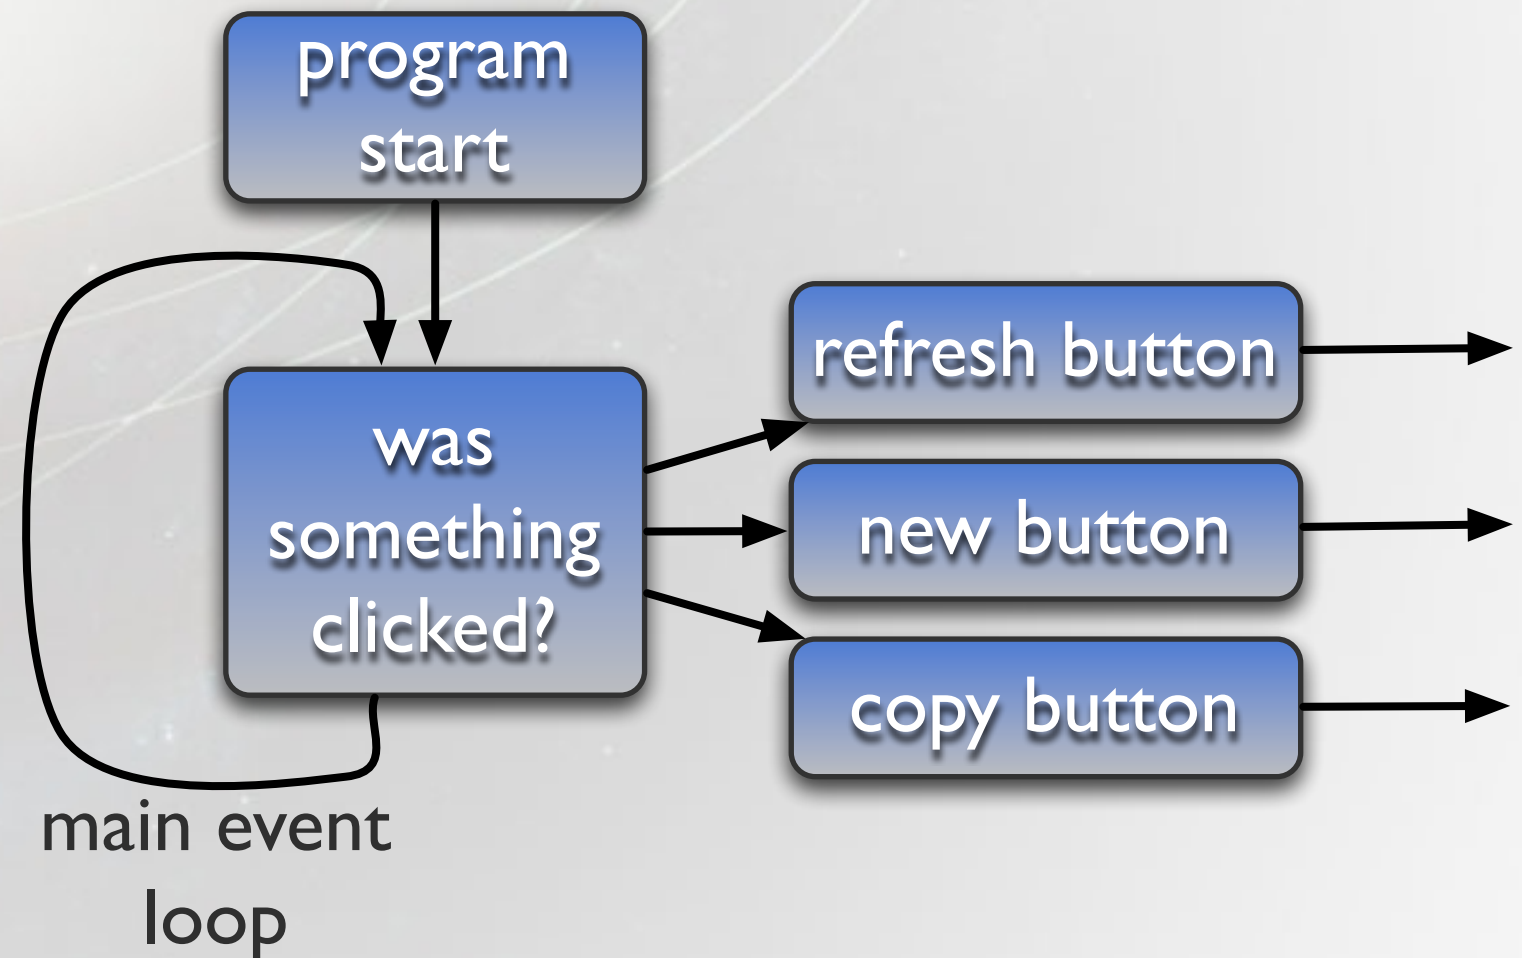 program
start
was
something
clicked?
refresh button
new button
copy button
main event
loop